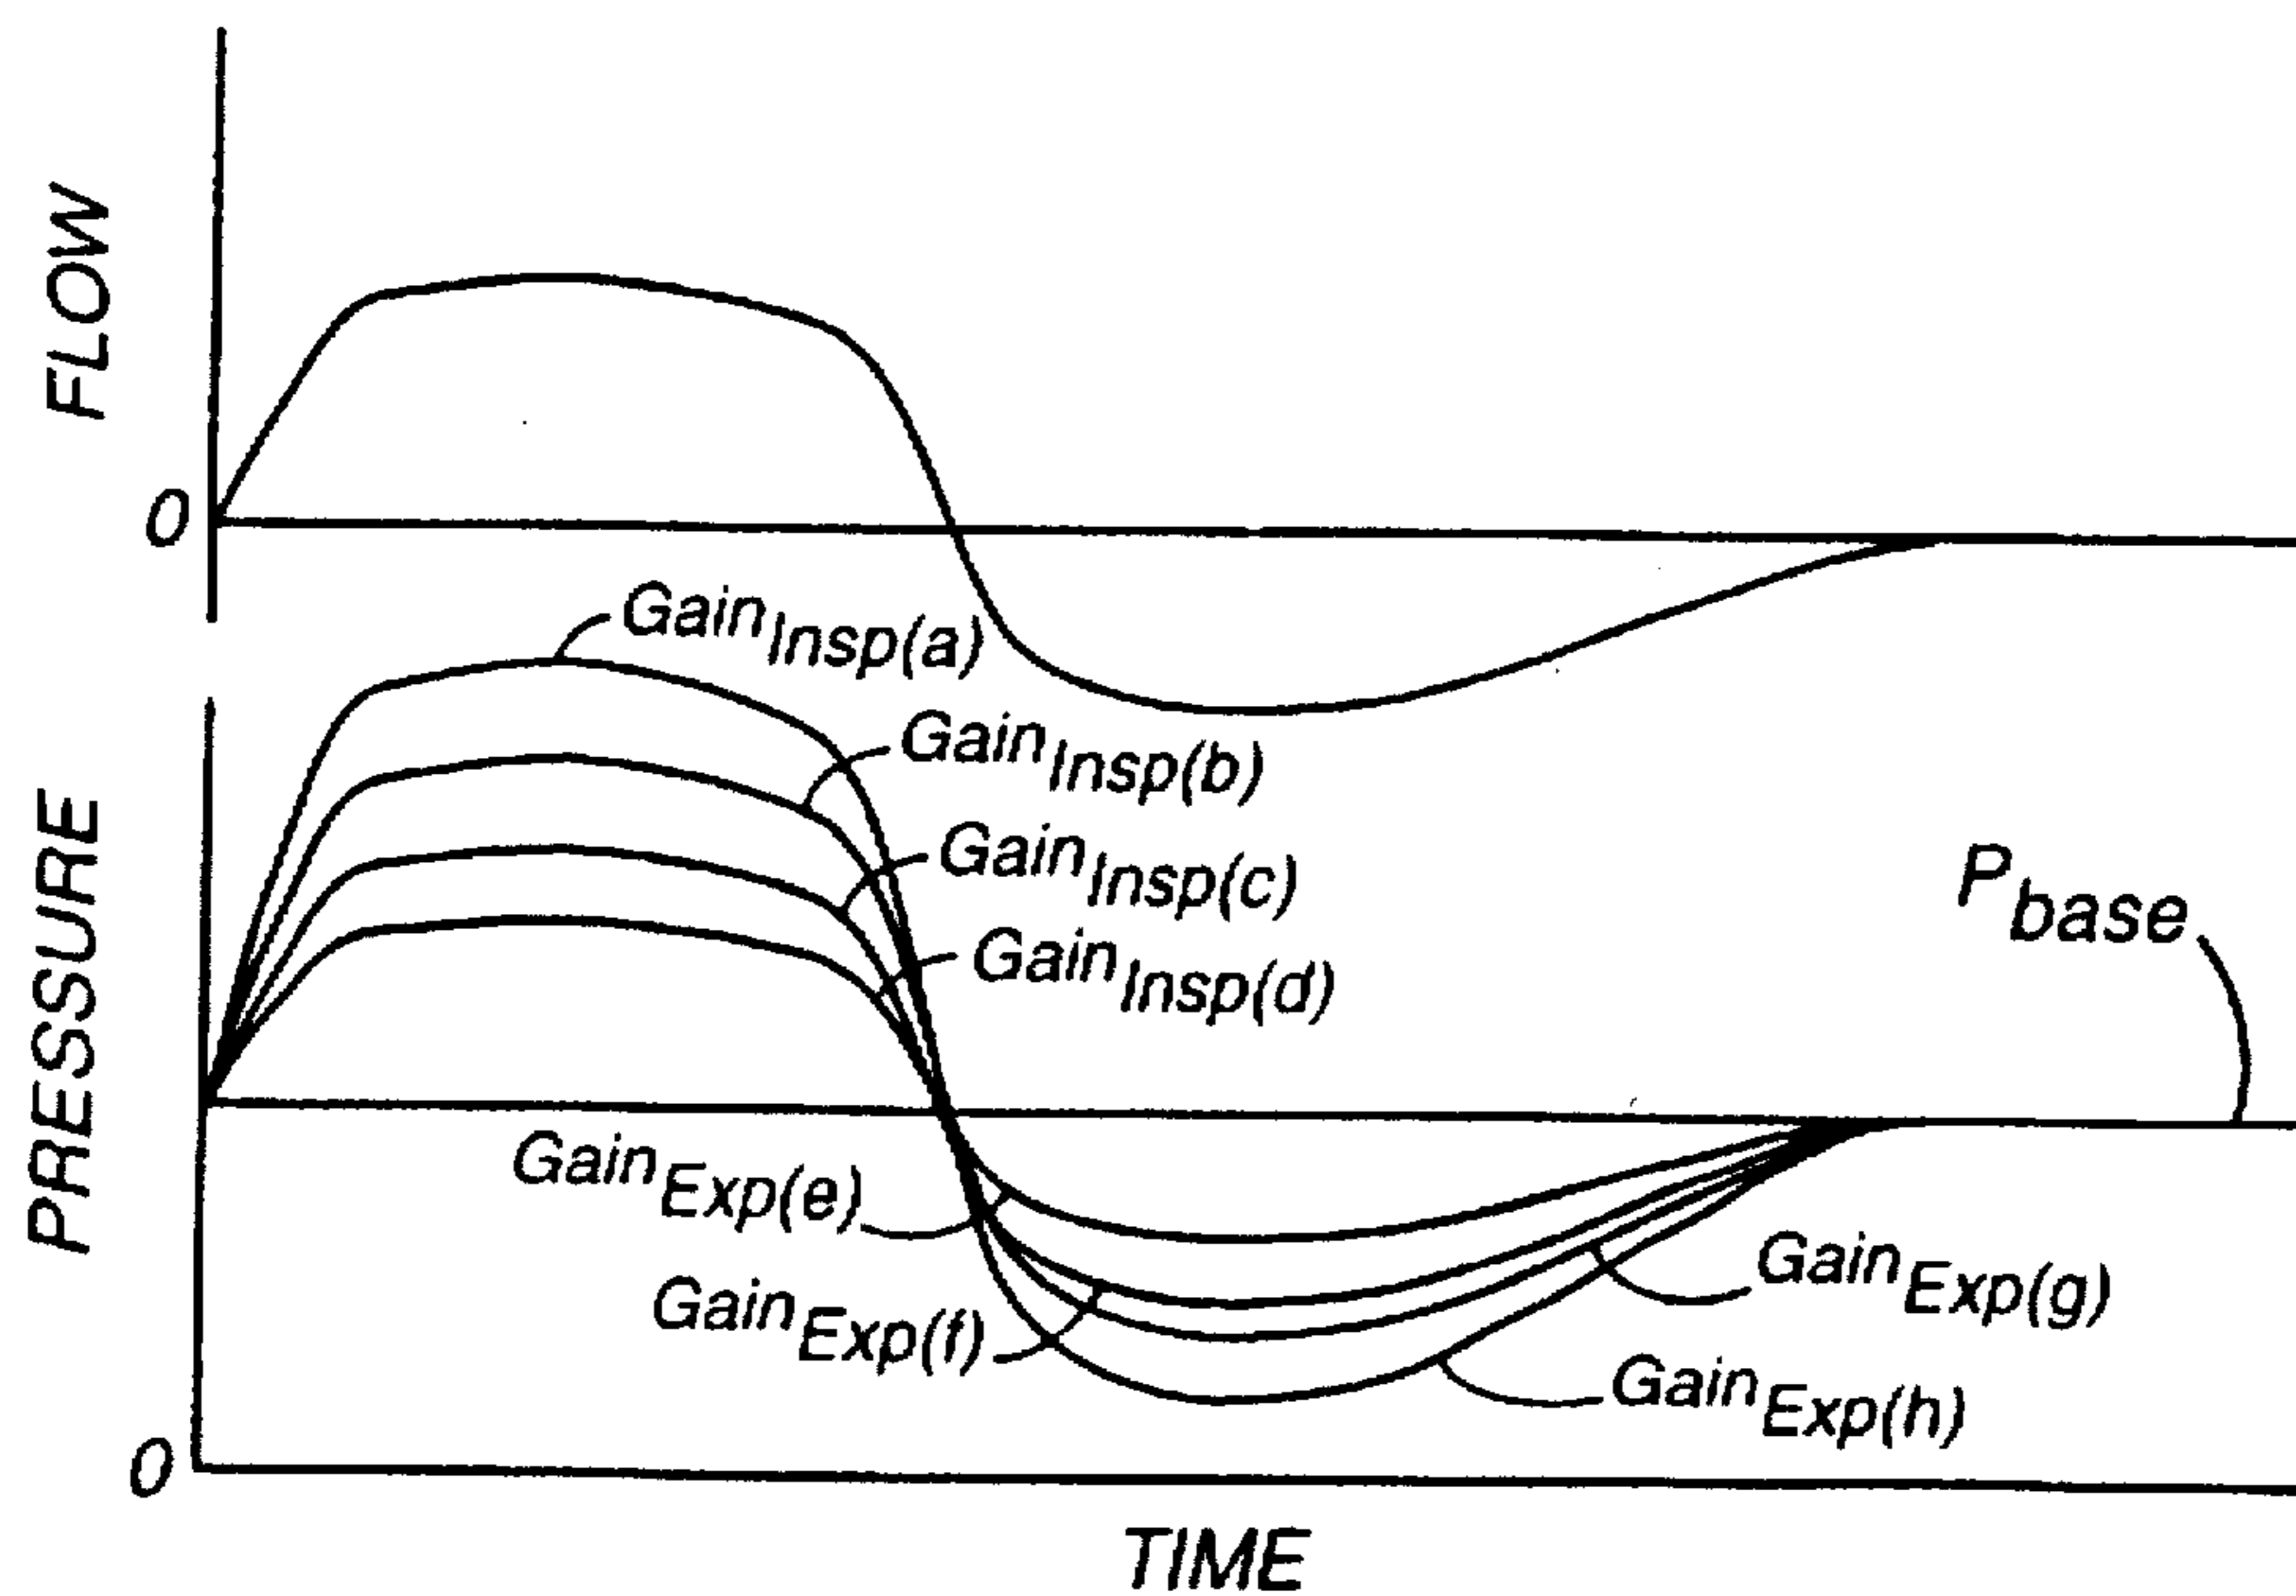 FLOW
0
Gain Insp(a)
Gain Insp(b)
Gain Insp(c)
Gain Insp(d)
PRESSURE
P base
Gain Exp(e)
Gain Exp(f)
Gain Exp(g)
Gain Exp(h)
0
TIME